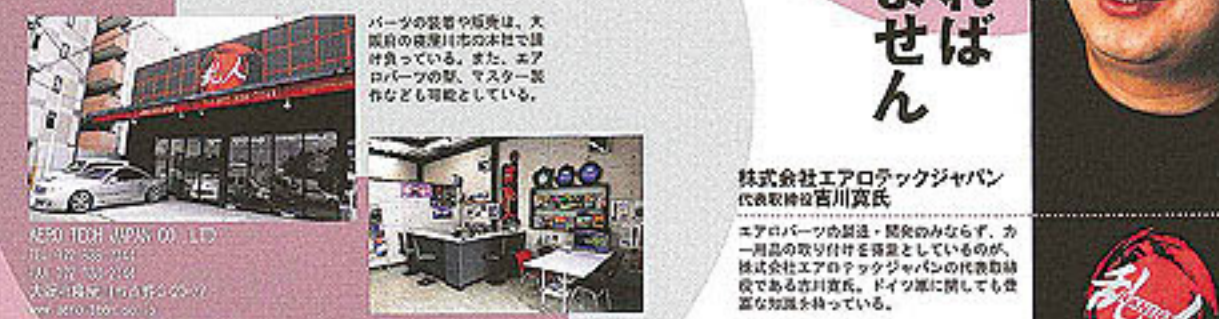 パーツの装着や販売は、大
阪府の寝屋川市の本社で請
け負っている。また、エア
ロパーツの型、マスター製
作なども可能としている。
乱人
AERO TECH JAPAN CO.,LTD
れば
ません
株式会社エアロテックジャパン
代表取締役吉川寛氏
エアロパーツの製造・開発のみならず、カ
ー用品の取り付けを得意としているのが、
株式会社エアロテックジャパンの代表取締
役である吉川寛氏。ドイツ車に関しても豊
富な知識を持っている。
乱